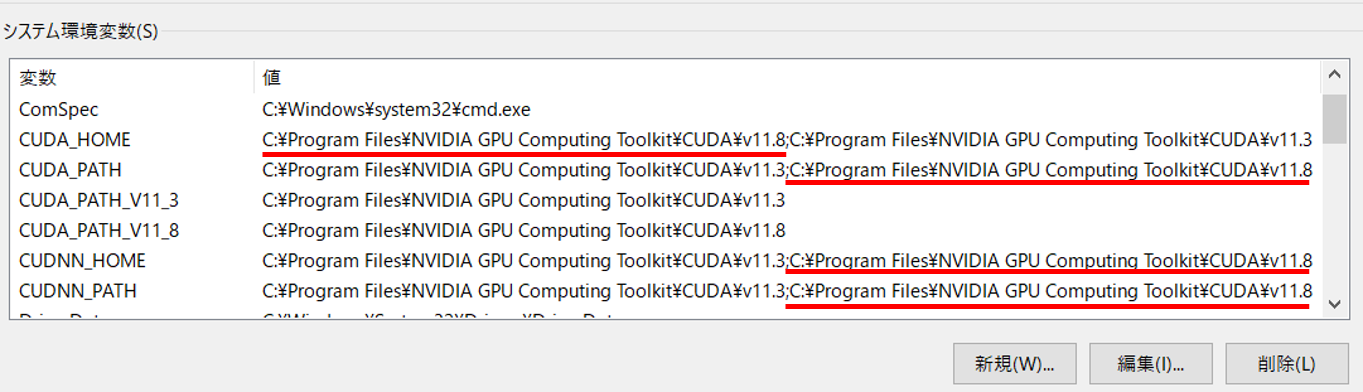 システム環境変数(S)
変数 値
ComSpec C:¥Windows¥system32¥cmd.exe
CUDA_HOME C:¥Program Files¥NVIDIA GPU Computing Toolkit¥CUDA¥v11.8;C:¥Program Files¥NVIDIA GPU Computing Toolkit¥CUDA¥v11.3
CUDA_PATH C:¥Program Files¥NVIDIA GPU Computing Toolkit¥CUDA¥v11.3;C:¥Program Files¥NVIDIA GPU Computing Toolkit¥CUDA¥v11.8
CUDA_PATH_V11_3 C:¥Program Files¥NVIDIA GPU Computing Toolkit¥CUDA¥v11.3
CUDA_PATH_V11_8 C:¥Program Files¥NVIDIA GPU Computing Toolkit¥CUDA¥v11.8
CUDNN_HOME C:¥Program Files¥NVIDIA GPU Computing Toolkit¥CUDA¥v11.3;C:¥Program Files¥NVIDIA GPU Computing Toolkit¥CUDA¥v11.8
CUDNN_PATH C:¥Program Files¥NVIDIA GPU Computing Toolkit¥CUDA¥v11.3;C:¥Program Files¥NVIDIA GPU Computing Toolkit¥CUDA¥v11.8
新規(W)... 編集(I)... 削除(L)